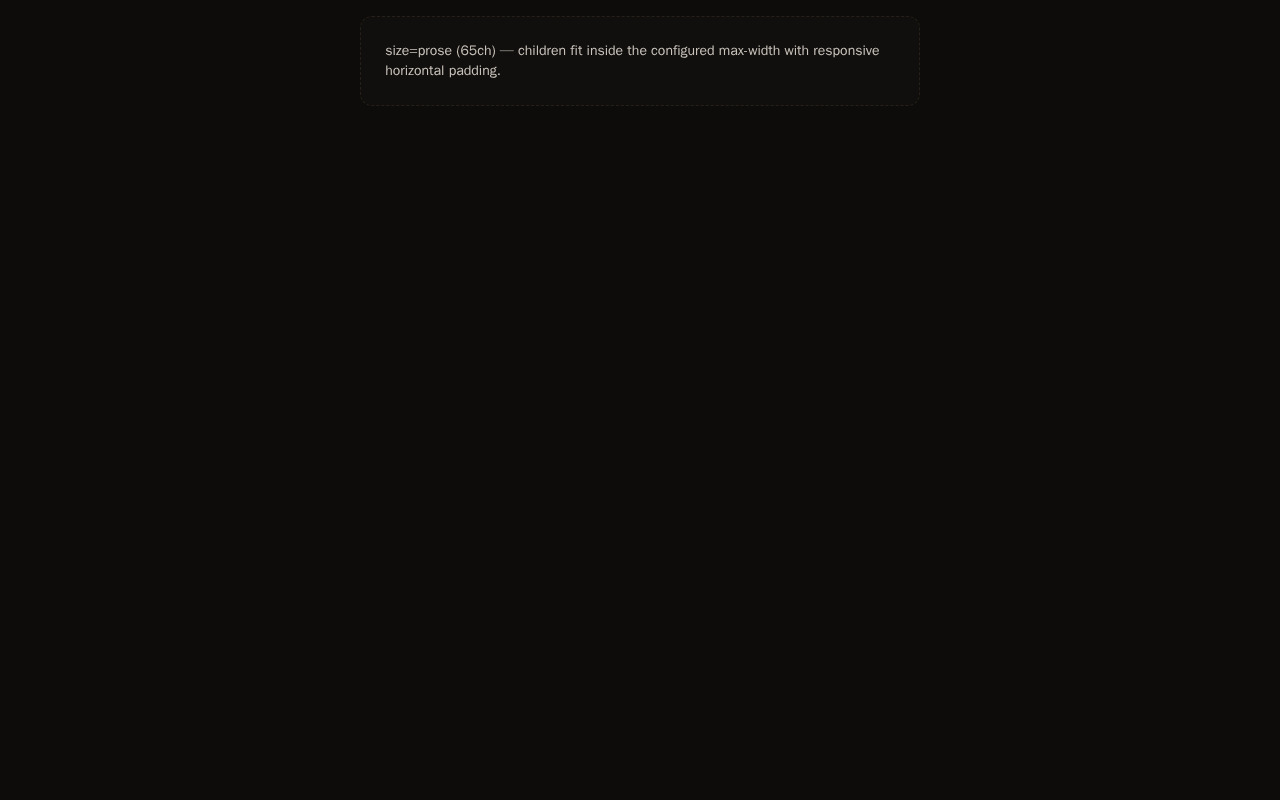 size=prose (65ch) — children fit inside the configured max-width with responsive
horizontal padding.